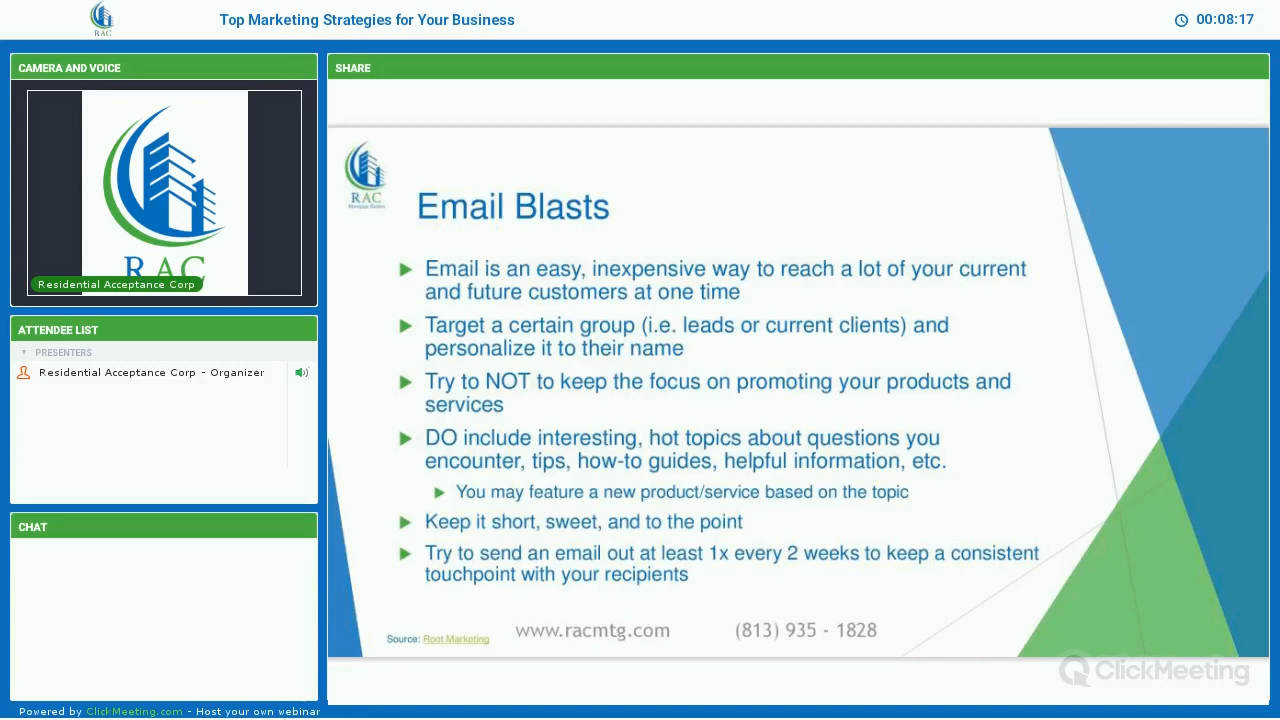 RAC
Top Marketing Strategies for Your Business
00:08:17
CAMERA AND VOICE
RAC
Residential Acceptance Corp
ATTENDEE LIST
PRESENTERS
Residential Acceptance Corp - Organizer
CHAT
SHARE
RAC
Email Blasts
Email is an easy, inexpensive way to reach a lot of your current
and future customers at one time
Target a certain group (i.e. leads or current clients) and
personalize it to their name
Try to NOT to keep the focus on promoting your products and
services
DO include interesting, hot topics about questions you
encounter, tips, how-to guides, helpful information, etc.
You may feature a new product/service based on the topic
Keep it short, sweet, and to the point
Try to send an email out at least 1x every 2 weeks to keep a consistent
touchpoint with your recipients
Source: Root Marketing
www.racmtg.com (813) 935 - 1828
ClickMeeting
Powered by ClickMeeting.com - Host your own webinar